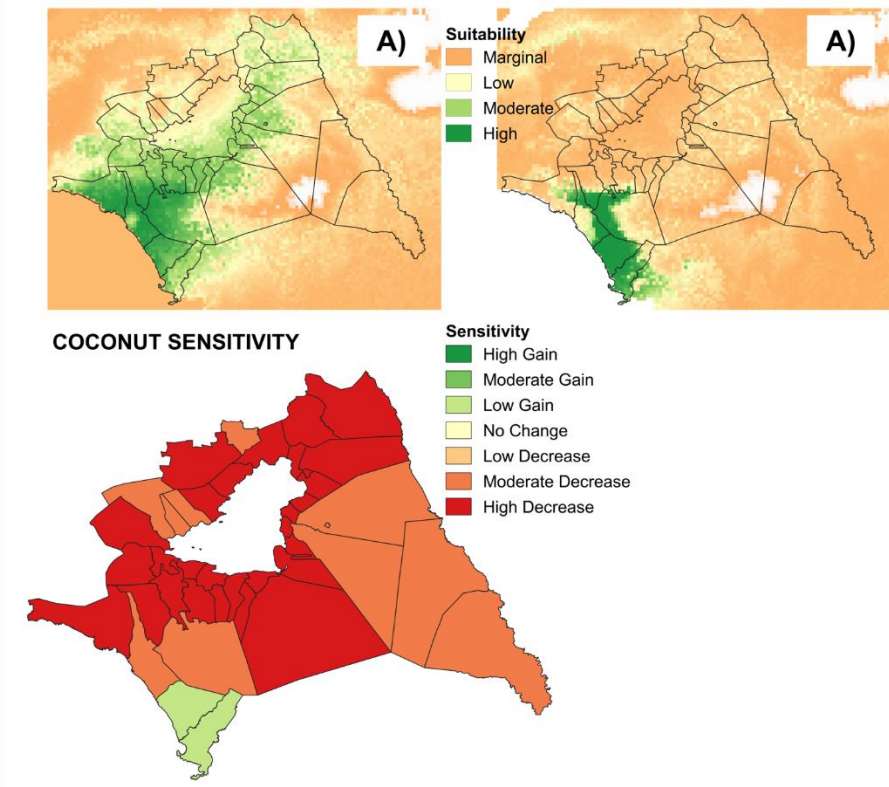 A)
Suitability
Marginal
Low
Moderate
High
A)
COCONUT SENSITIVITY
Sensitivity
High Gain
Moderate Gain
Low Gain
No Change
Low Decrease
Moderate Decrease
High Decrease